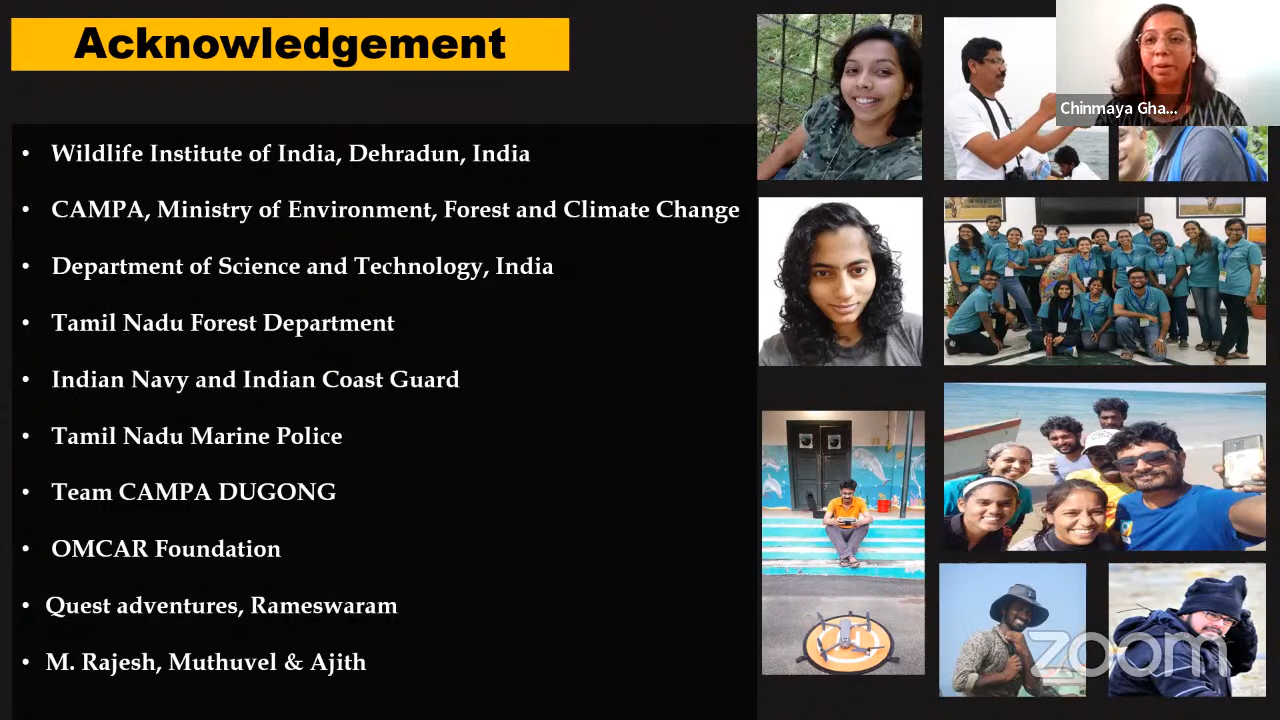 Acknowledgement
Chinmaya Gha...
• Wildlife Institute of India, Dehradun, India
• CAMPA, Ministry of Environment, Forest and Climate Change
• Department of Science and Technology, India
• Tamil Nadu Forest Department
• Indian Navy and Indian Coast Guard
• Tamil Nadu Marine Police
• Team CAMPA DUGONG
• OMCAR Foundation
• Quest adventures, Rameswaram
• M. Rajesh, Muthuvel & Ajith
zoom